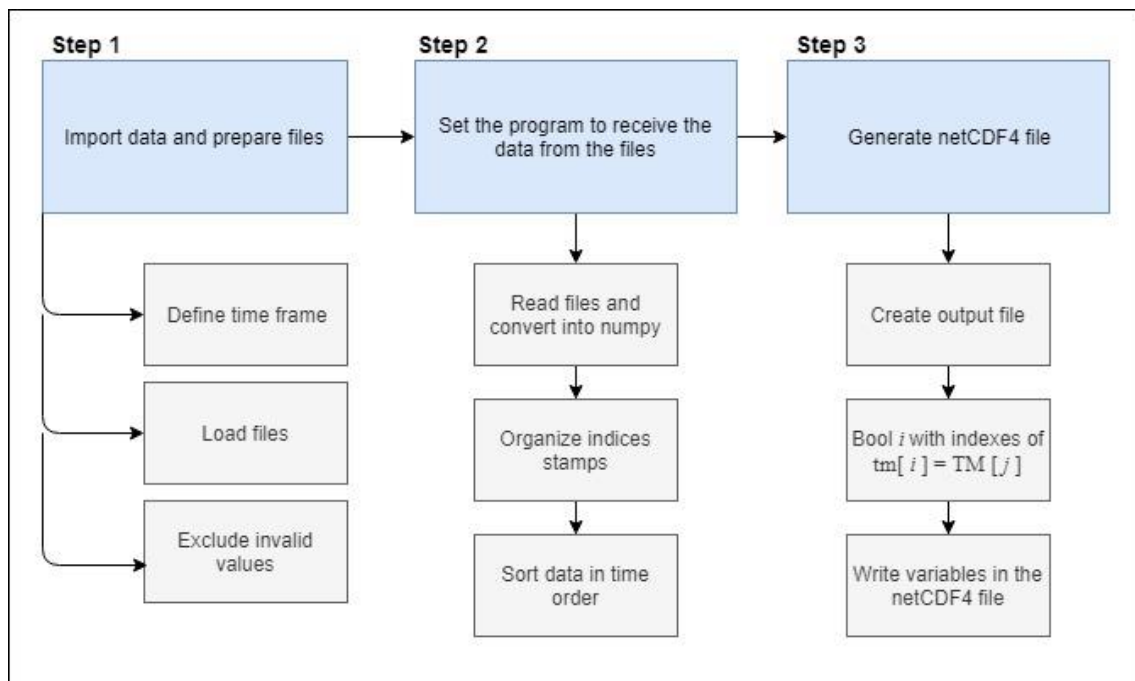 Step 1
Import data and prepare files
Define time frame
Load files
Exclude invalid
values
Step 2
Set the program to receive the
data from the files
Read files and
convert into numpy
Organize indices
stamps
Sort data in time
order
Step 3
Generate netCDF4 file
Create output file
Bool i with indexes of
tm[ i ] = TM [ j ]
Write variables in the
netCDF4 file